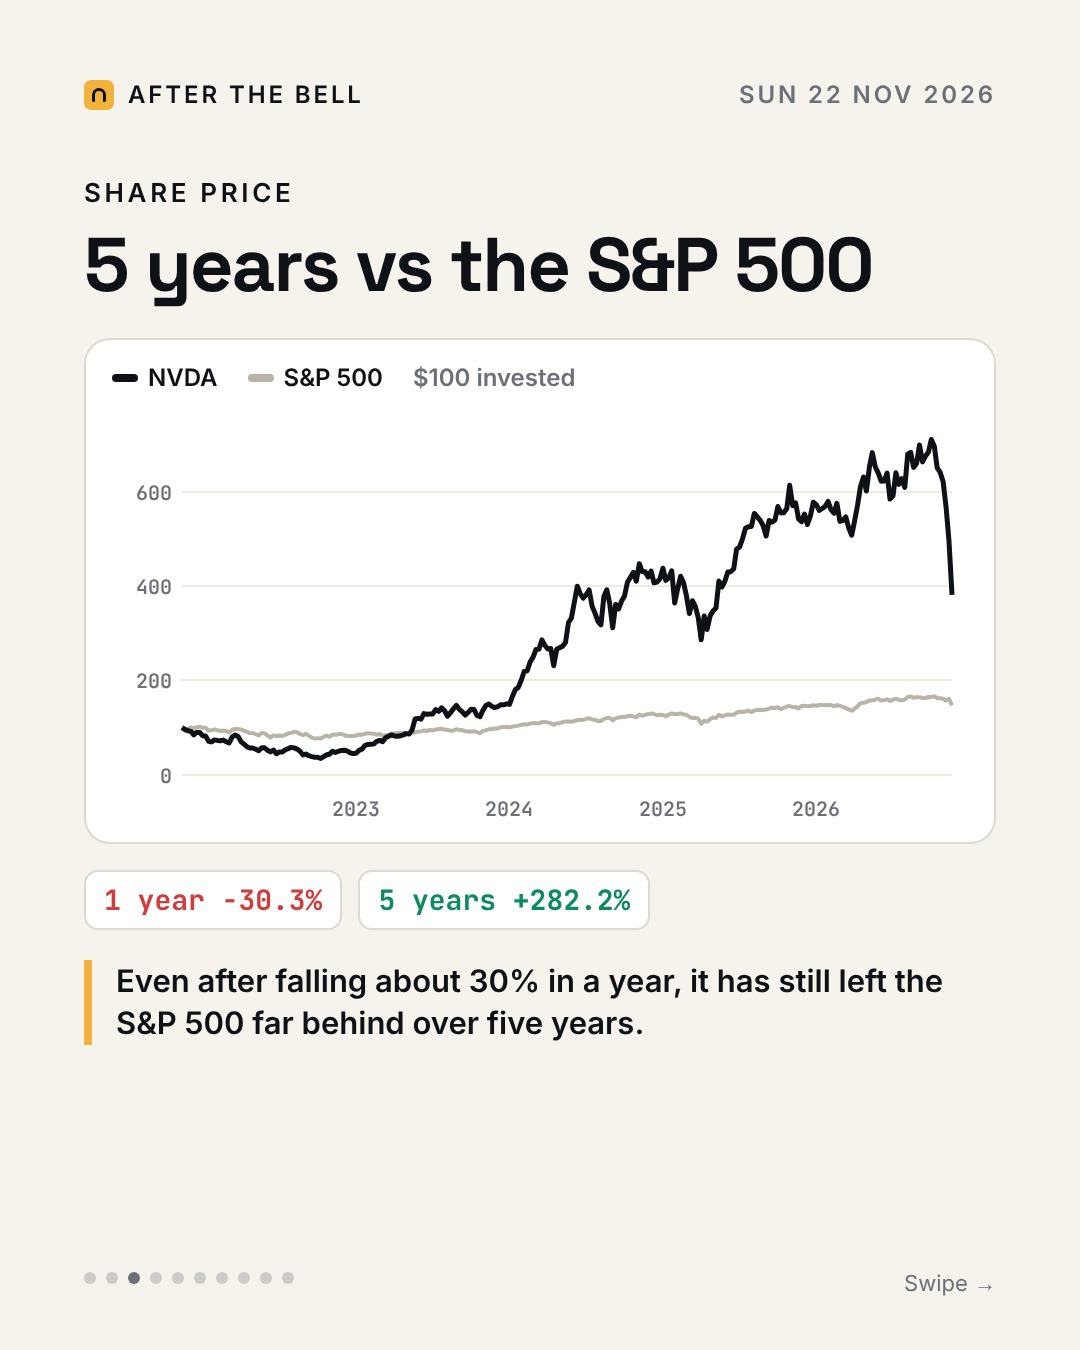 AFTER THE BELL
SUN 22 NOV 2026
SHARE PRICE
5 years vs the S&P 500
NVDA
S&P 500
$100 invested
600
400
200
0
2023
2024
2025
2026
1 year -30.3%
5 years +282.2%
Even after falling about 30% in a year, it has still left the
S&P 500 far behind over five years.
Swipe →